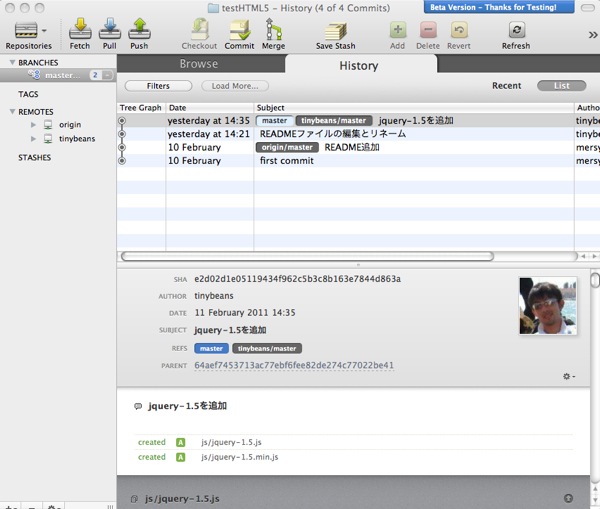 testHTML5 – History (4 of 4 Commits)
Beta Version – Thanks for Testing!
Repositories Fetch Pull Push Checkout Commit Merge Save Stash Add Delete Revert Refresh
BRANCHES
master... 2
TAGS
REMOTES
origin
tinybeans
STASHES
Browse History
Filters Load More... Recent List
Tree Graph Date Subject Autho
yesterday at 14:35 master tinybeans/master jquery-1.5を追加 tinybe
yesterday at 14:21 READMEファイルの編集とリネーム tinybe
10 February origin/master README追加 mersy
10 February first commit mersy
SHA e2d02d1e05119434f962c5b3c8b163e7844d863a
AUTHOR tinybeans
DATE 11 February 2011 14:35
SUBJECT jquery-1.5を追加
REFS master tinybeans/master
PARENT 64aef7453713ac77ebf6fee82de274c77022be41
jquery-1.5を追加
created A js/jquery-1.5.js
created A js/jquery-1.5.min.js
js/jquery-1.5.js